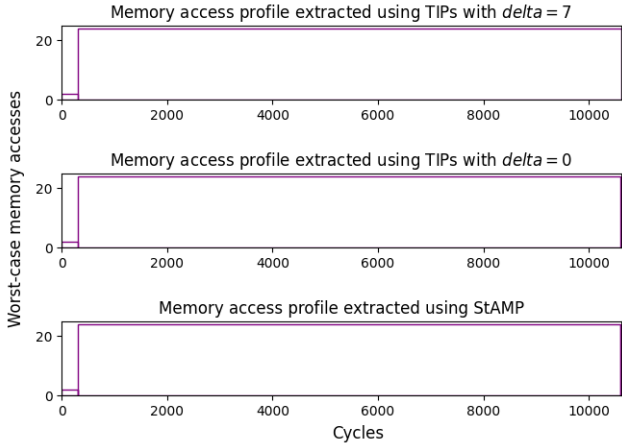 Memory access profile extracted using TIPs with delta = 7
20
0
0 2000 4000 6000 8000 10000
Memory access profile extracted using TIPs with delta = 0
20
0
0 2000 4000 6000 8000 10000
Worst-case memory accesses
Memory access profile extracted using StAMP
20
0
0 2000 4000 6000 8000 10000
Cycles